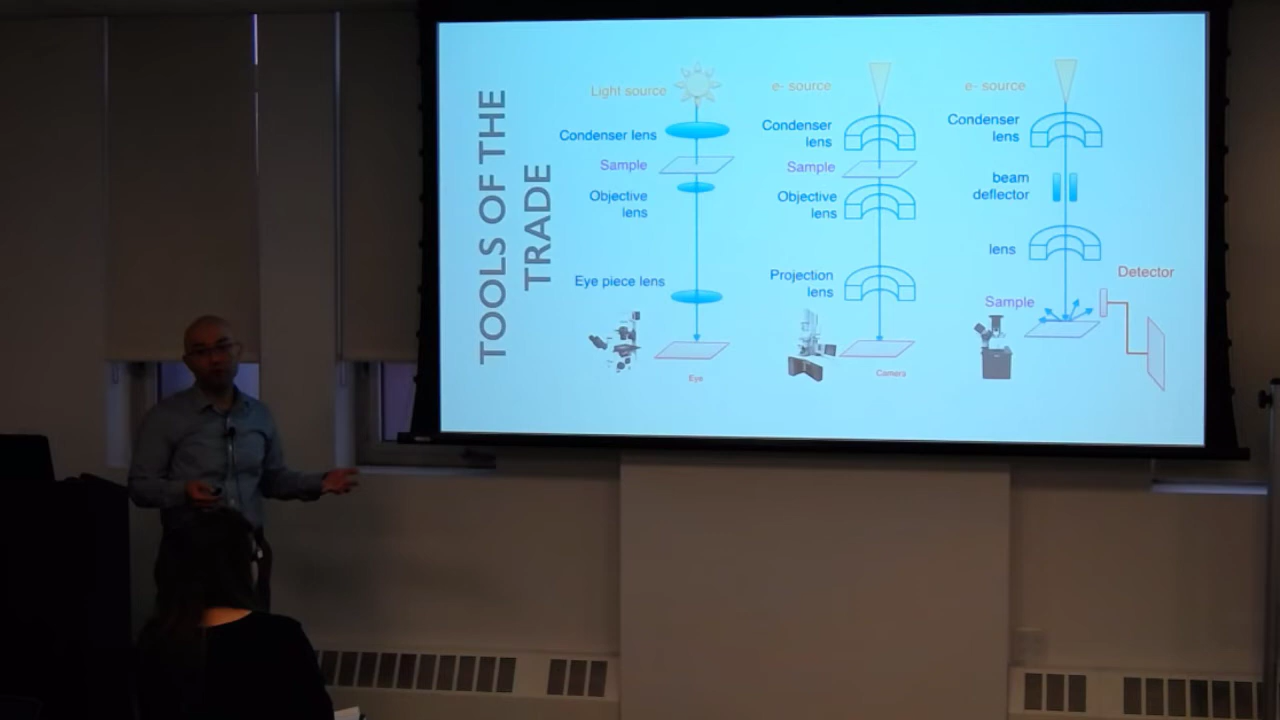 TOOLS OF THE
TRADE
Light source
Condenser lens
Sample
Objective
lens
Eye piece lens
Eye
e- source
Condenser
lens
Sample
Objective
lens
Projection
lens
Camera
e- source
Condenser
lens
beam
deflector
lens
Sample
Detector